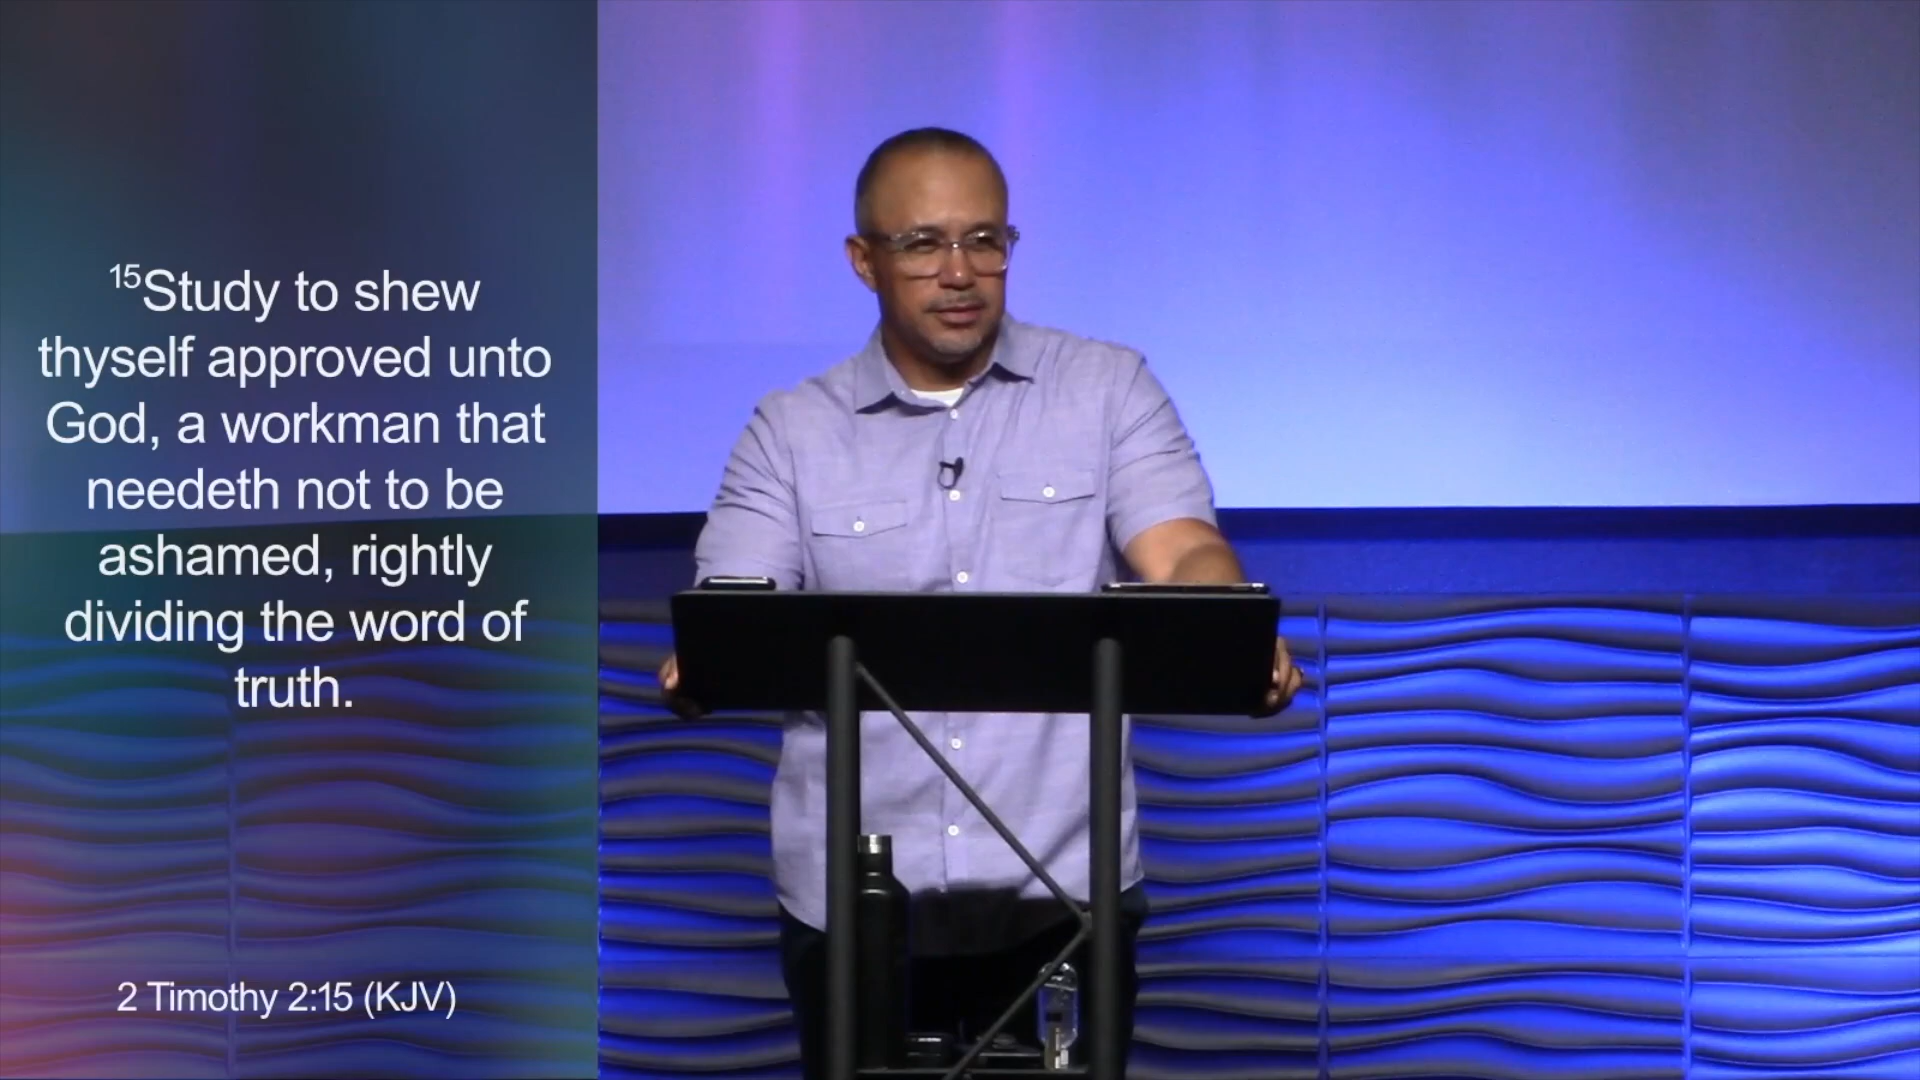 15Study to shew
thyself approved unto
God, a workman that
needeth not to be
ashamed, rightly
dividing the word of
truth.
2 Timothy 2:15 (KJV)